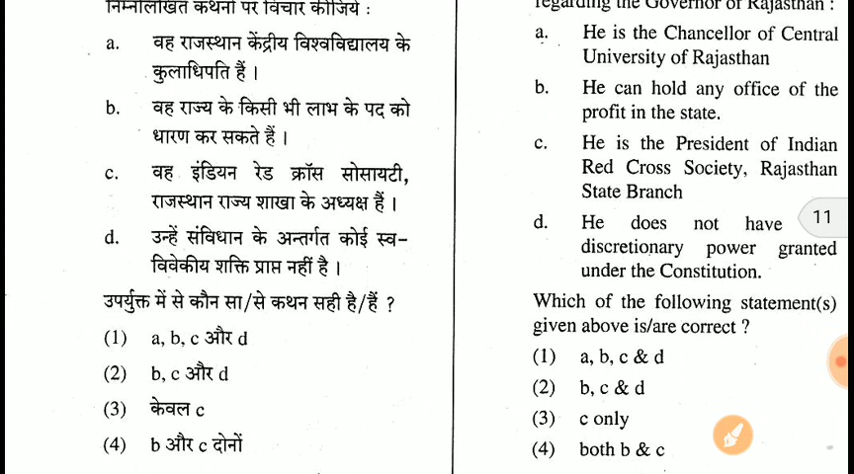 निम्नलिखित कथनों पर विचार कीजिये :
a. वह राजस्थान केंद्रीय विश्वविद्यालय के
कुलाधिपति हैं ।
b. वह राज्य के किसी भी लाभ के पद को
धारण कर सकते हैं ।
c. वह इंडियन रेड क्रॉस सोसायटी,
राजस्थान राज्य शाखा के अध्यक्ष हैं ।
d. उन्हें संविधान के अन्तर्गत कोई स्व-
विवेकीय शक्ति प्राप्त नहीं है ।
उपर्युक्त में से कौन सा/से कथन सही है/हैं ?
(1) a, b, c और d
(2) b, c और d
(3) केवल c
(4) b और c दोनों
regarding the Governor of Rajasthan :
a. He is the Chancellor of Central
University of Rajasthan
b. He can hold any office of the
profit in the state.
c. He is the President of Indian
Red Cross Society, Rajasthan
State Branch
d. He does not have
discretionary power granted
under the Constitution.
Which of the following statement(s)
given above is/are correct ?
(1) a, b, c & d
(2) b, c & d
(3) c only
(4) both b & c
11